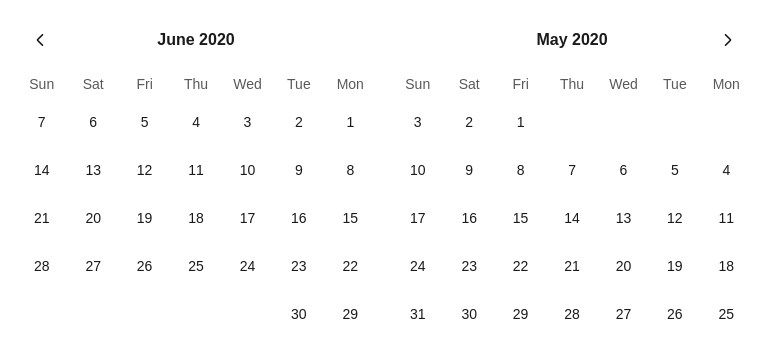 June 2020 May 2020
Sun Sat Fri Thu Wed Tue Mon Sun Sat Fri Thu Wed Tue Mon
7 6 5 4 3 2 1 3 2 1
14 13 12 11 10 9 8 10 9 8 7 6 5 4
21 20 19 18 17 16 15 17 16 15 14 13 12 11
28 27 26 25 24 23 22 24 23 22 21 20 19 18
30 29 31 30 29 28 27 26 25